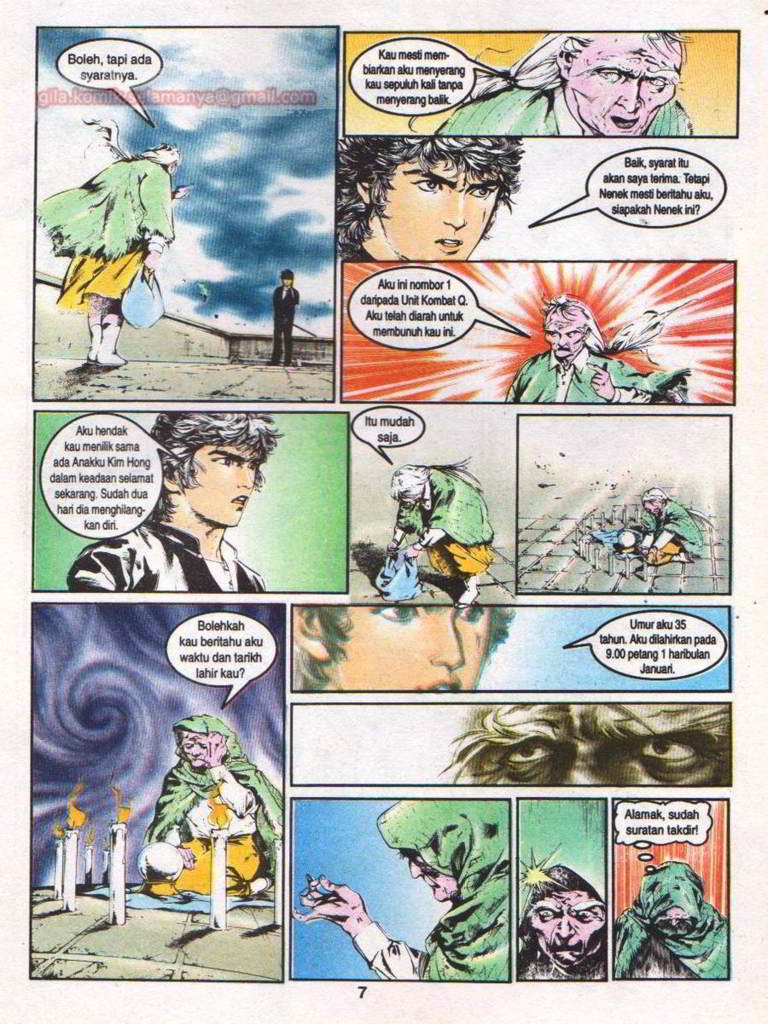 Boleh, tapi ada
syaratnya.
gila.komik
elamanya@gmail.com
Kau mesti mem-
biarkan aku menyerang
kau sepuluh kali tanpa
menyerang balik.
Baik, syarat itu
akan saya terima. Tetapi
Nenek mesti beritahu aku,
siapakah Nenek ini?
Aku ini nombor 1
daripada Unit Kombat Q.
Aku telah diarah untuk
membunuh kau ini.
Aku hendak
kau menilik sama
ada Anakku Kim Hong
dalam keadaan selamat
sekarang. Sudah dua
hari dia menghilang-
kan diri.
Itu mudah
saja.
Bolehkah
kau beritahu aku
waktu dan tarikh
lahir kau?
Umur aku 35
tahun. Aku dilahirkan pada
9.00 petang 1 haribulan
Januari.
Alamak, sudah
suratan takdir!
7